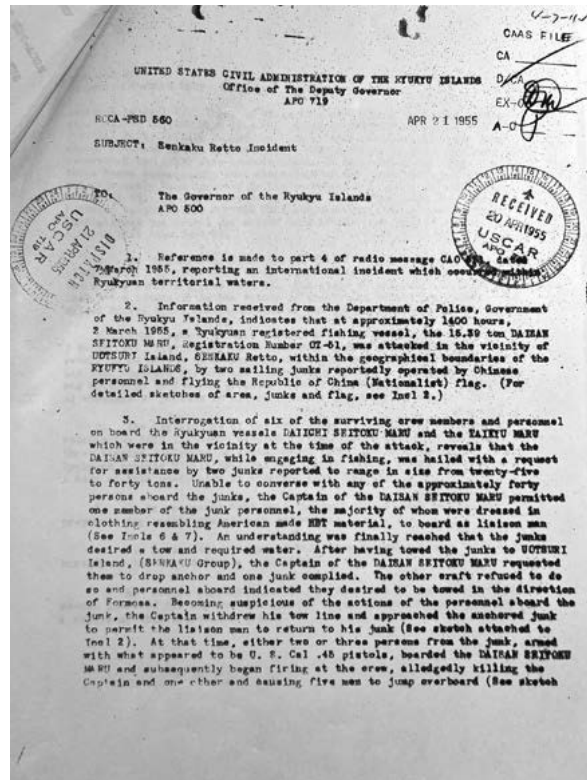 CAAS FILE
CA
D/CA
EX-O
A-O
UNITED STATES CIVIL ADMINISTRATION OF THE RYUKYU ISLANDS
Office of The Deputy Governor
APO 719
RCCA-PSD 560
APR 21 1955
SUBJECT: Senkaku Retto Incident
TO: The Governor of the Ryukyu Islands
APO 500
RECEIVED
20 APR 1955
USCAR
APO 719
DISPATCH
21 APR 1955
USCAR
APO 719
1. Reference is made to part 4 of radio message CAO dated
March 1955, reporting an international incident which occured within
Ryukyuan territorial waters.
2. Information received from the Department of Police, Government
of the Ryukyu Islands, indicates that at approximately 1400 hours,
2 March 1955, a Ryukyuan registered fishing vessel, the 15.39 ton DAISAN
SEITOKU MARU, Registration Number OT-51, was attacked in the vicinity of
UOTSURI Island, SENKAKU Retto, within the geographical boundaries of the
RYUKYU ISLANDS, by two sailing junks reportedly operated by Chinese
personnel and flying the Republic of China (Nationalist) flag. (For
detailed sketches of area, junks and flag, see Incl 2.)
3. Interrogation of six of the surviving crew members and personnel
on board the Ryukyuan vessels DAIICHI SEITOKU MARU and the TAIKYU MARU
which were in the vicinity at the time of the attack, reveals that the
DAISAN SEITOKU MARU, while engaging in fishing, was hailed with a request
for assistance by two junks reported to range in size from twenty-five
to forty tons. Unable to converse with any of the approximately forty
persons aboard the junks, the Captain of the DAISAN SEITOKU MARU permitted
one member of the junk personnel, the majority of whom were dressed in
clothing resembling American made HBT material, to board as liaison man
(See Incls 6 & 7). An understanding was finally reached that the junks
desired a tow and required water. After having towed the junks to UOTSURI
Island, (SENKAKU Group), the Captain of the DAISAN SEITOKU MARU requested
them to drop anchor and one junk complied. The other craft refused to do
so and personnel aboard indicated they desired to be towed in the direction
of Formosa. Becoming suspicious of the actions of the personnel aboard the
junk, the Captain withdrew his tow line and approached the anchored junk
to permit the liaison man to return to his junk (See sketch attached to
Incl 2). At that time, either two or three persons from the junk, armed
with what appeared to be U. S. Cal .45 pistols, boarded the DAISAN SEITOKU
MARU and subsequently began firing at the crew, alledgedly killing the
Captain and one other and causing five men to jump overboard (See sketch